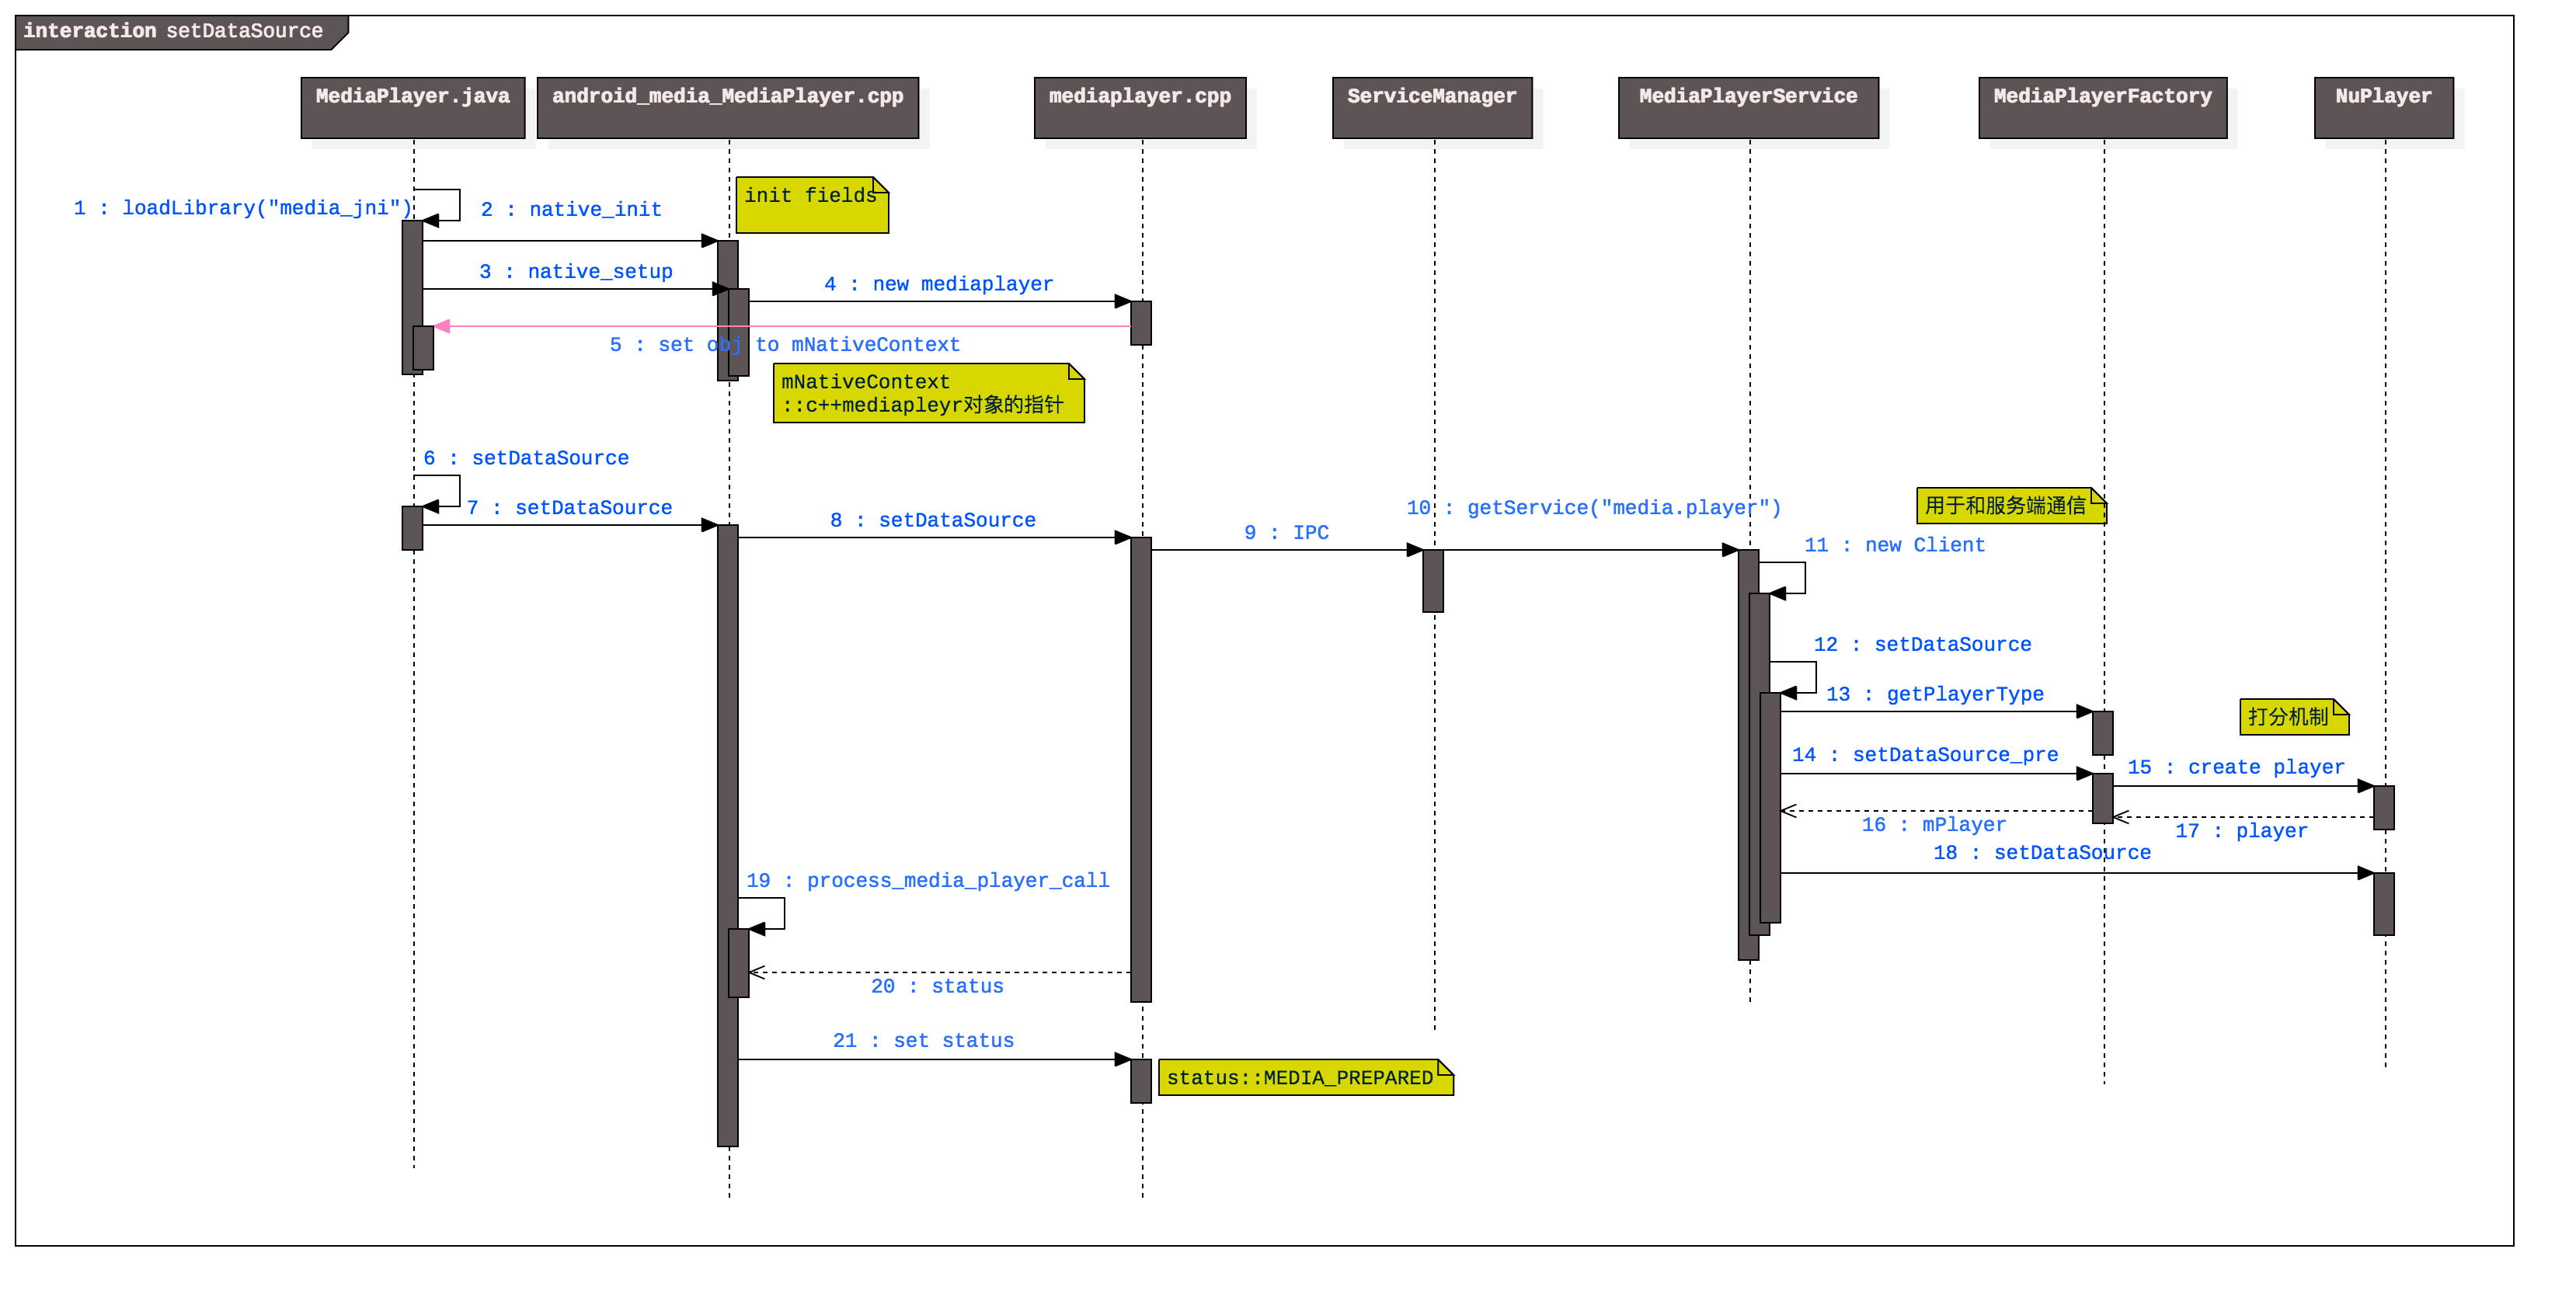 interaction setDataSource
MediaPlayer.java
android_media_MediaPlayer.cpp
mediaplayer.cpp
ServiceManager
MediaPlayerService
MediaPlayerFactory
NuPlayer
init fields
1 : loadLibrary("media_jni")
2 : native_init
3 : native_setup
4 : new mediaplayer
5 : set obj to mNativeContext
mNativeContext
::c++mediapleyr对象的指针
6 : setDataSource
7 : setDataSource
8 : setDataSource
9 : IPC
10 : getService("media.player")
用于和服务端通信
11 : new Client
12 : setDataSource
13 : getPlayerType
打分机制
14 : setDataSource_pre
15 : create player
16 : mPlayer
17 : player
18 : setDataSource
19 : process_media_player_call
20 : status
21 : set status
status::MEDIA_PREPARED